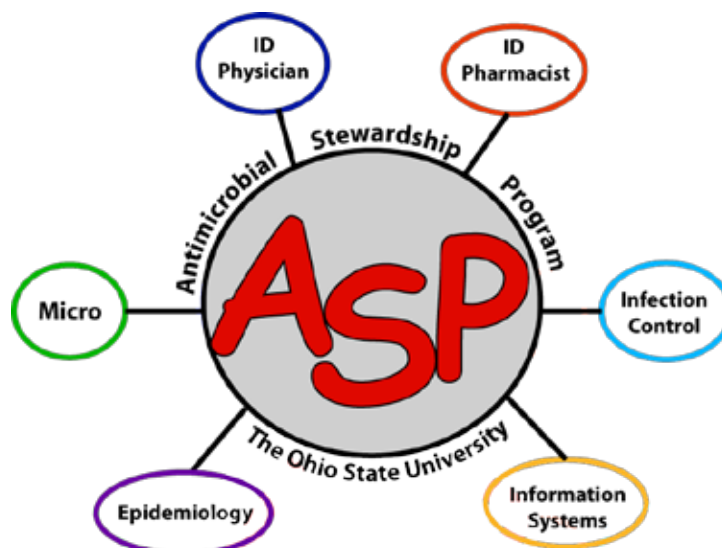 ID
Physician
ID
Pharmacist
Antimicrobial Stewardship Program
Micro
ASP
Infection
Control
The Ohio State University
Epidemiology
Information
Systems